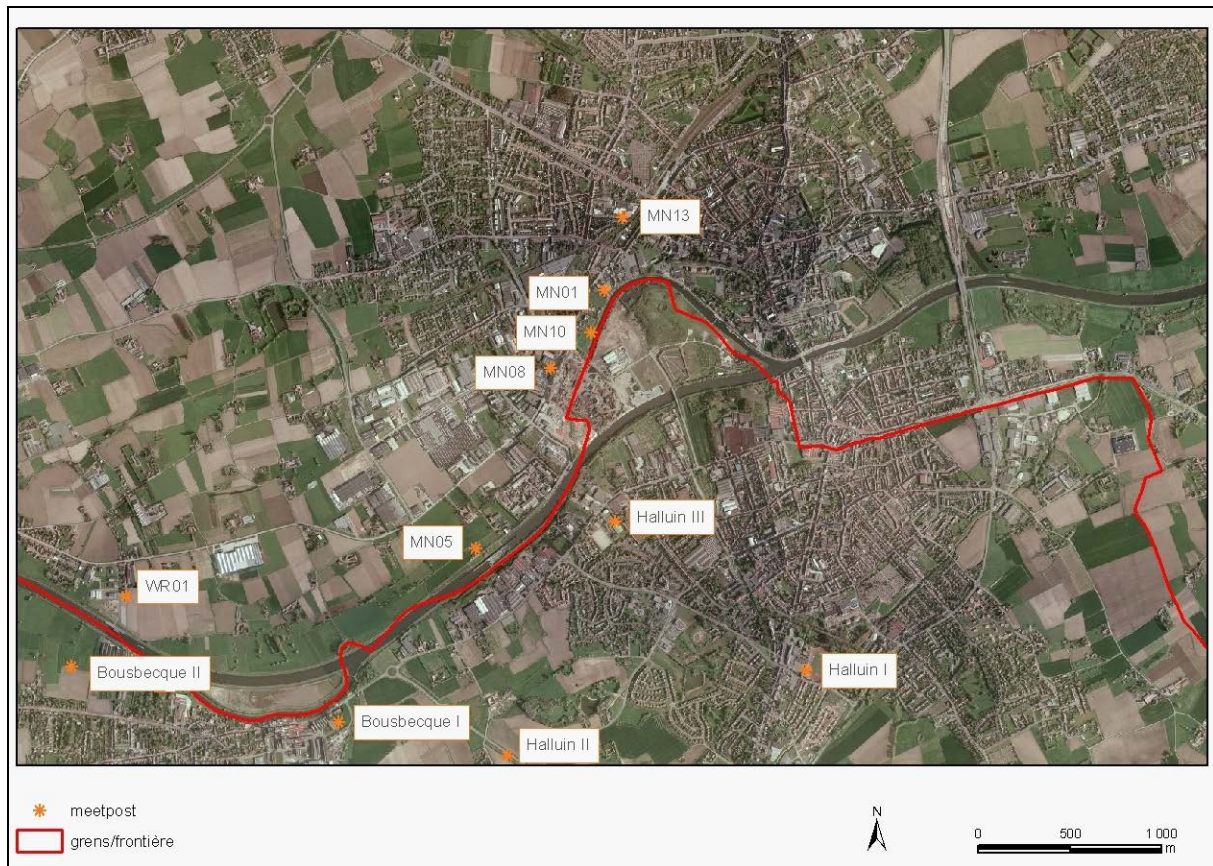 MN13
MN01
MN10
MN08
Halluin III
MN05
WR01
Bousbecque II
Halluin I
Bousbecque I
Halluin II
meetpost
grens/frontière
N
0 500 1 000
m